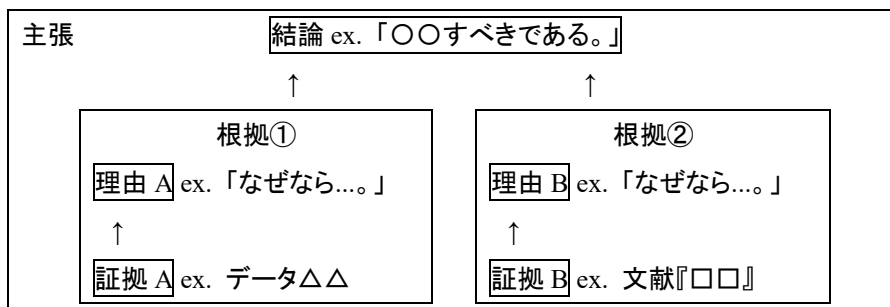 主張 結論 ex. 「〇〇すべきである。」
↑ ↑
根拠① 根拠②
理由 A ex. 「なぜなら...。」 理由 B ex. 「なぜなら...。」
↑ ↑
証拠 A ex. データ△△ 証拠 B ex. 文献『□□』